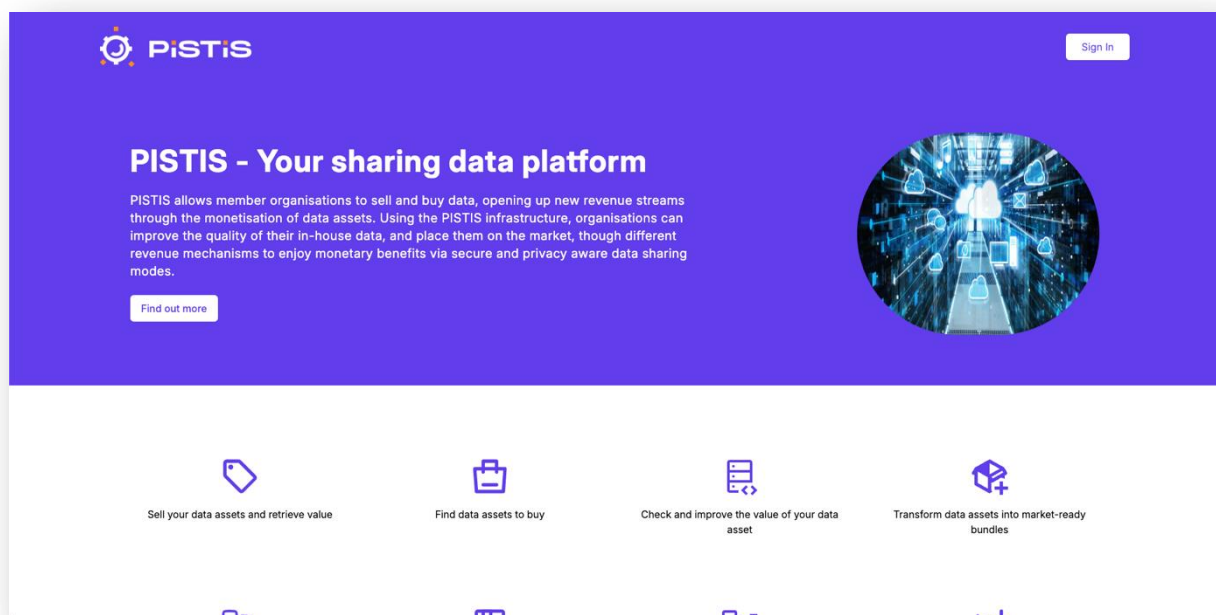 PiSTiS
Sign In
PISTIS - Your sharing data platform
PISTIS allows member organisations to sell and buy data, opening up new revenue streams
through the monetisation of data assets. Using the PISTIS infrastructure, organisations can
improve the quality of their in-house data, and place them on the market, though different
revenue mechanisms to enjoy monetary benefits via secure and privacy aware data sharing
modes.
Find out more
Sell your data assets and retrieve value
Find data assets to buy
Check and improve the value of your data
asset
Transform data assets into market-ready
bundles